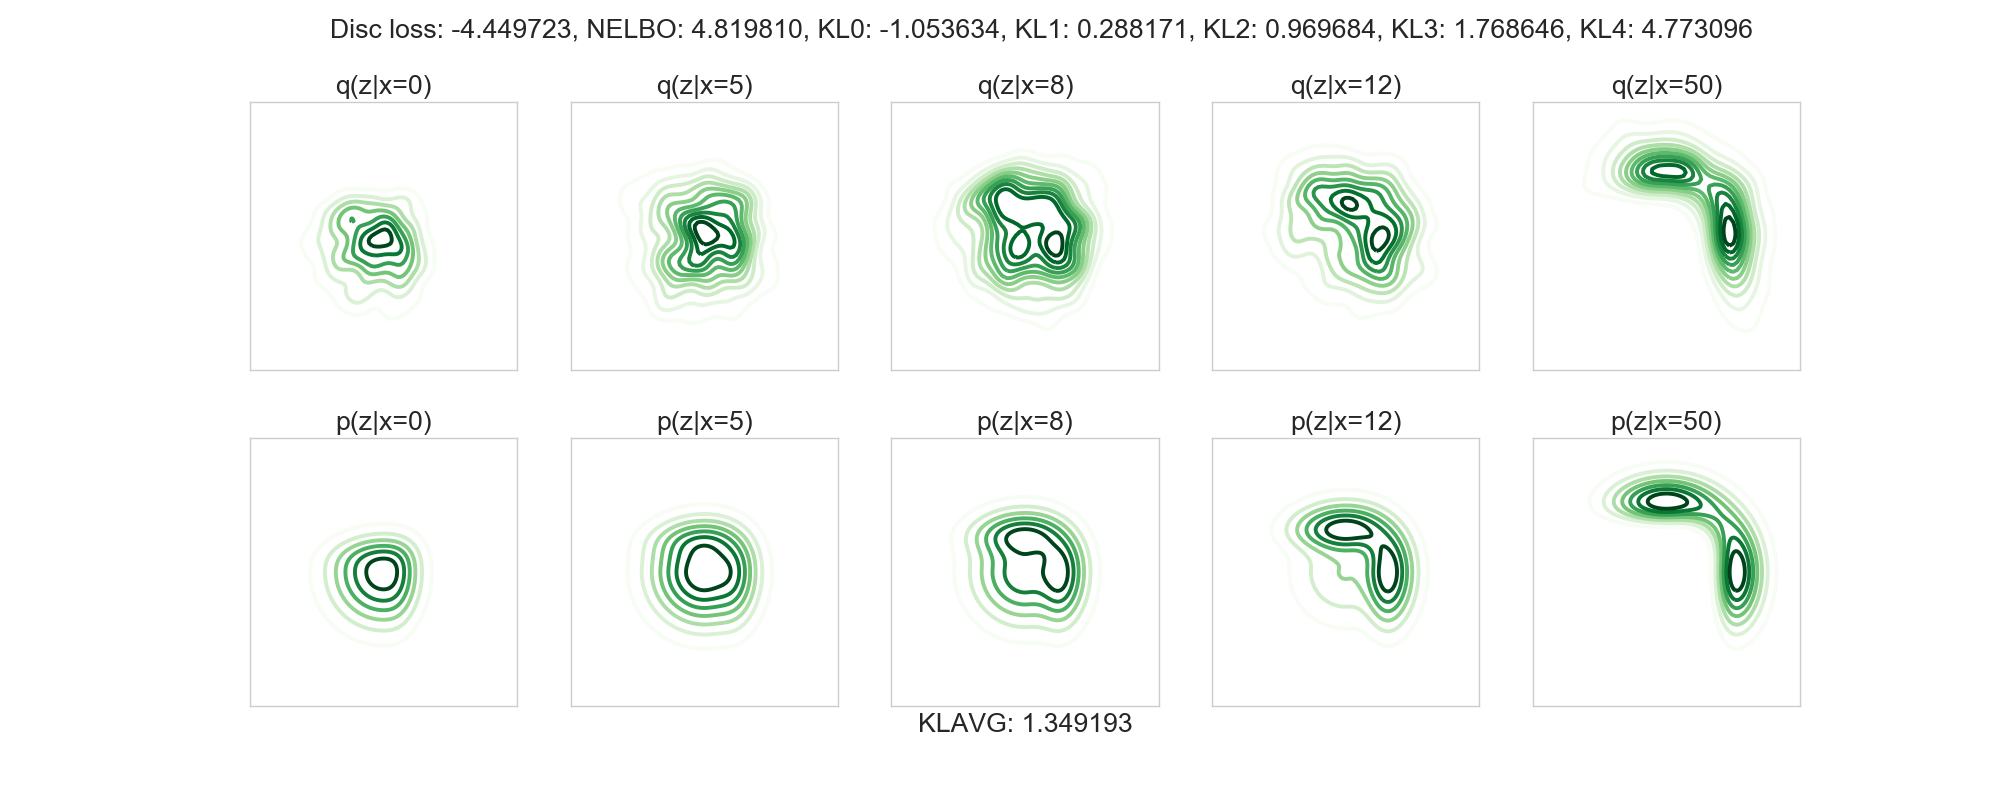 Disc loss: -4.449723, NELBO: 4.819810, KL0: -1.053634, KL1: 0.288171, KL2: 0.969684, KL3: 1.768646, KL4: 4.773096
q(z|x=0) q(z|x=5) q(z|x=8) q(z|x=12) q(z|x=50)
p(z|x=0) p(z|x=5) p(z|x=8) p(z|x=12) p(z|x=50)
KLAVG: 1.349193